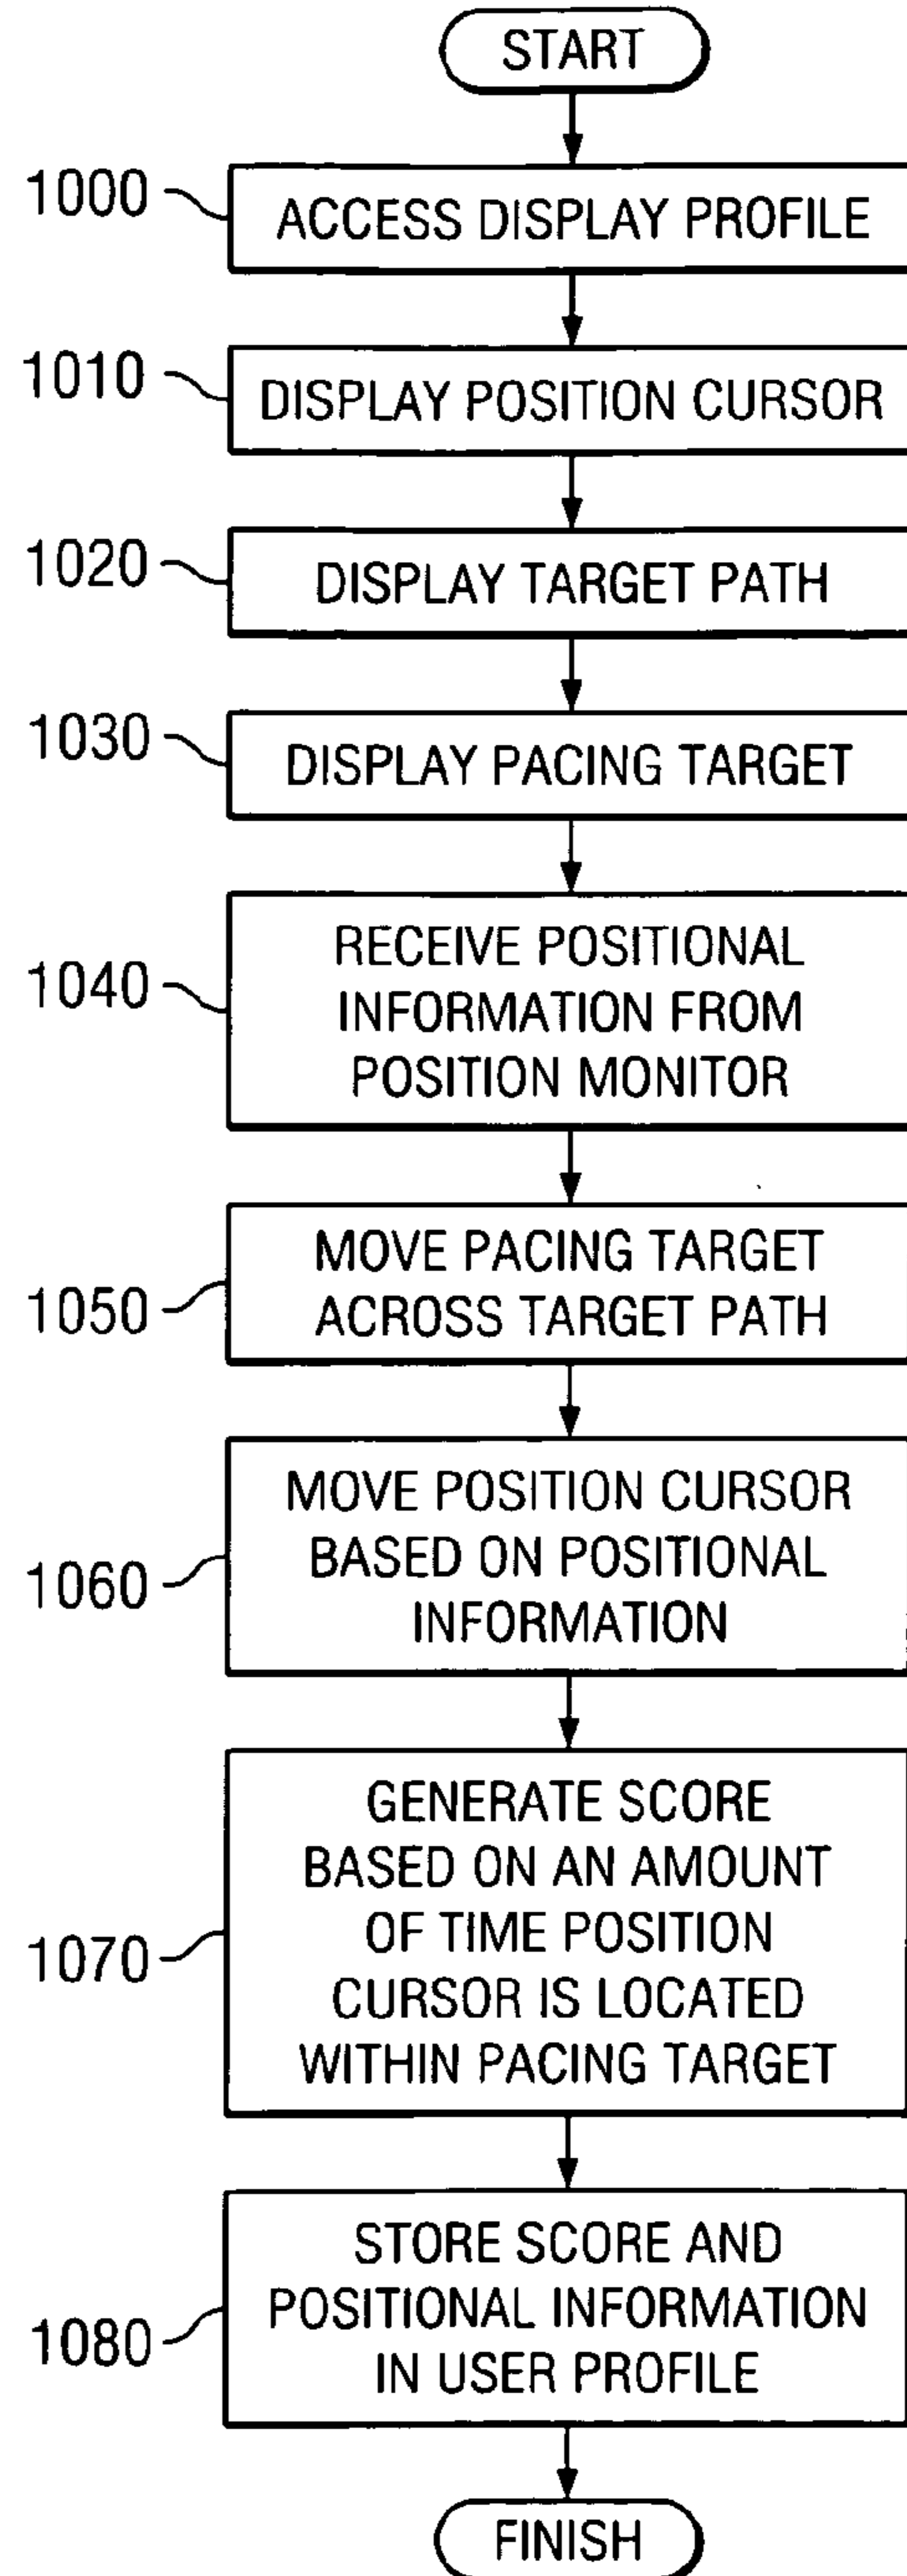 START
1000
ACCESS DISPLAY PROFILE
1010
DISPLAY POSITION CURSOR
1020
DISPLAY TARGET PATH
1030
DISPLAY PACING TARGET
1040
RECEIVE POSITIONAL
INFORMATION FROM
POSITION MONITOR
1050
MOVE PACING TARGET
ACROSS TARGET PATH
1060
MOVE POSITION CURSOR
BASED ON POSITIONAL
INFORMATION
1070
GENERATE SCORE
BASED ON AN AMOUNT
OF TIME POSITION
CURSOR IS LOCATED
WITHIN PACING TARGET
1080
STORE SCORE AND
POSITIONAL INFORMATION
IN USER PROFILE
FINISH